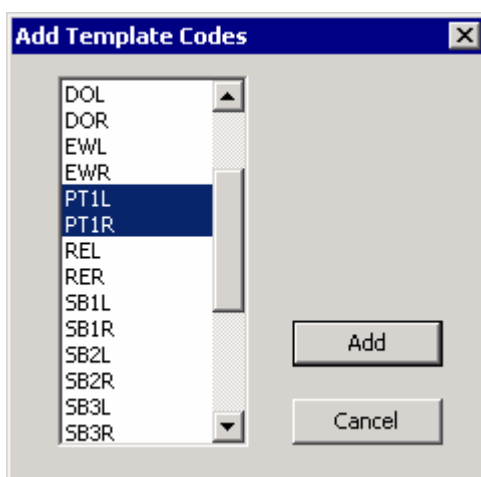 Add Template Codes
DOL
DOR
EWL
EWR
PT1L
PT1R
REL
RER
SB1L
SB1R
SB2L
SB2R
SB3L
SB3R
Add
Cancel